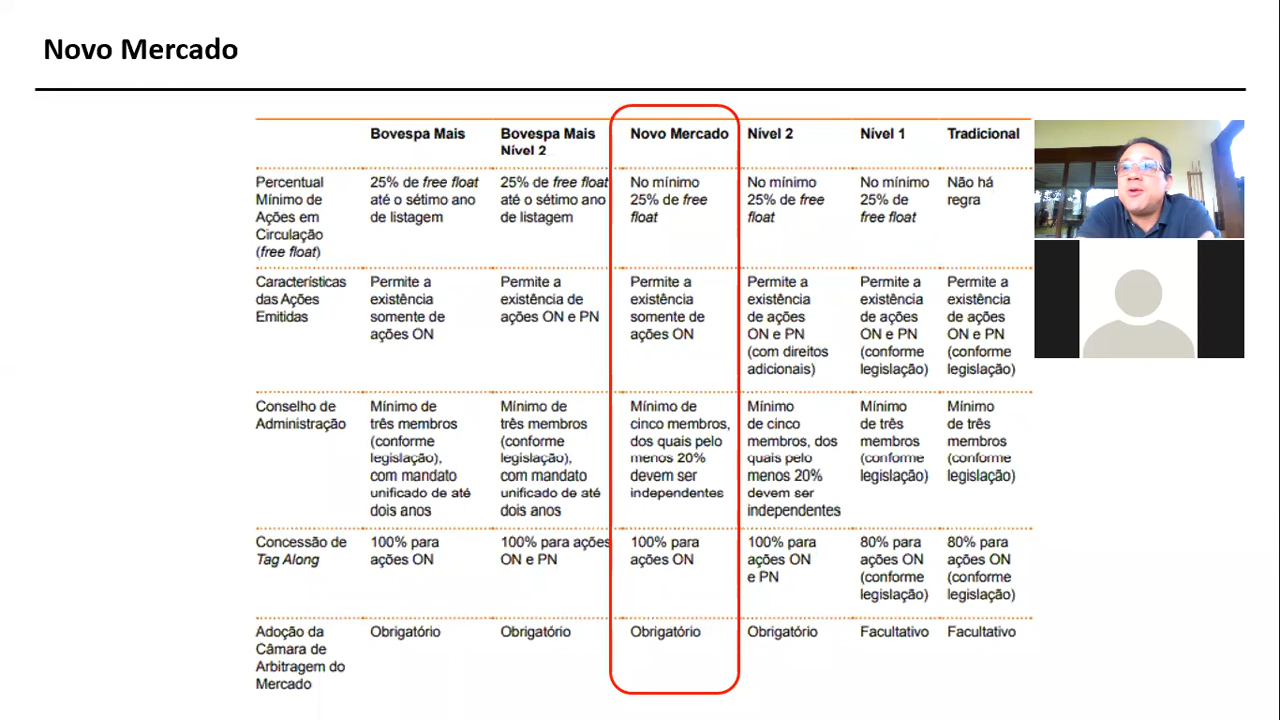 Novo Mercado
Bovespa Mais
Bovespa Mais
Nível 2
Novo Mercado
Nível 2
Nível 1
Tradicional
Percentual
Mínimo de
Ações em
Circulação
(free float)
25% de free float
até o sétimo ano
de listagem
25% de free float
até o sétimo ano
de listagem
No mínimo
25% de free
float
No mínimo
25% de free
float
No mínimo
25% de
free float
Não há
regra
Características
das Ações
Emitidas
Permite a
existência
somente de
ações ON
Permite a
existência de
ações ON e PN
Permite a
existência
somente de
ações ON
Permite a
existência
de ações
ON e PN
(com direitos
adicionais)
Permite a
existência
de ações
ON e PN
(conforme
legislação)
Permite a
existência
de ações
ON e PN
(conforme
legislação)
Conselho de
Administração
Mínimo de
três membros
(conforme
legislação),
com mandato
unificado de até
dois anos
Mínimo de
três membros
(conforme
legislação),
com mandato
unificado de até
dois anos
Mínimo de
cinco membros,
dos quais pelo
menos 20%
devem ser
independentes
Mínimo
de cinco
membros, dos
quais pelo
menos 20%
devem ser
independentes
Mínimo
de três
membros
(conforme
legislação)
Mínimo
de três
membros
(conforme
legislação)
Concessão de
Tag Along
100% para
ações ON
100% para ações
ON e PN
100% para
ações ON
100% para
ações ON
e PN
80% para
ações ON
(conforme
legislação)
80% para
ações ON
(conforme
legislação)
Adoção da
Câmara de
Arbitragem do
Mercado
Obrigatório
Obrigatório
Obrigatório
Obrigatório
Facultativo
Facultativo